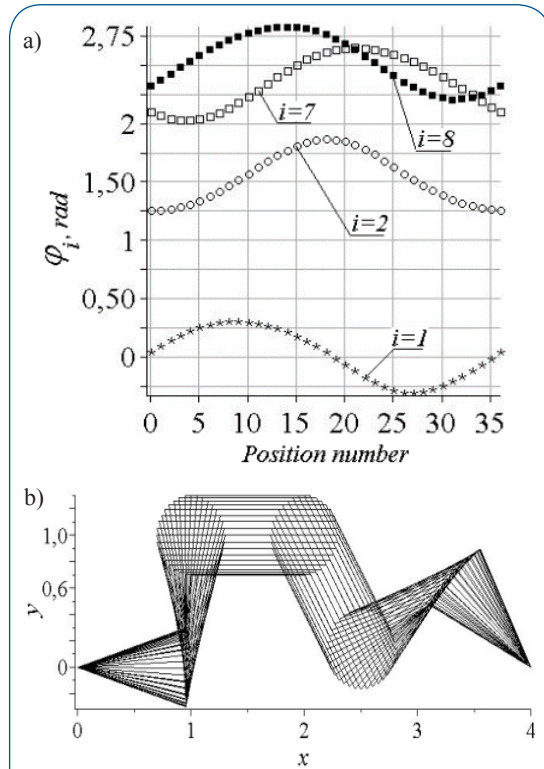 a)
2,75
2
1,50
1
0,50
0
φi, rad
i=7
i=8
i=2
i=1
0 5 10 15 20 25 30 35
Position number
b)
1,0
0,6
0
y
0 1 2 3 4
x